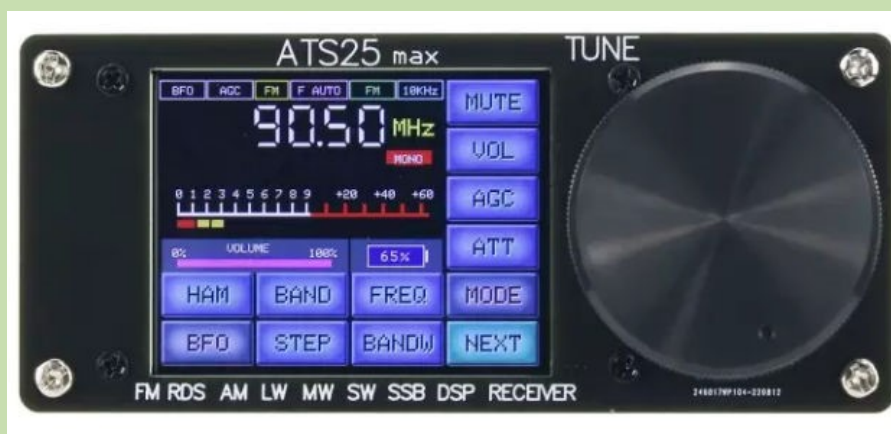 ATS25 max
TUNE
BFO AGC FM F AUTO FM 10KHz
90.50 MHz
MONO
0 1 2 3 4 5 6 7 8 9 +20 +40 +60
0% VOLUME 100% 65%
MUTE
VOL
AGC
ATT
HAM BAND FREQ MODE
BFO STEP BANDW NEXT
FM RDS AM LW MW SW SSB DSP RECEIVER